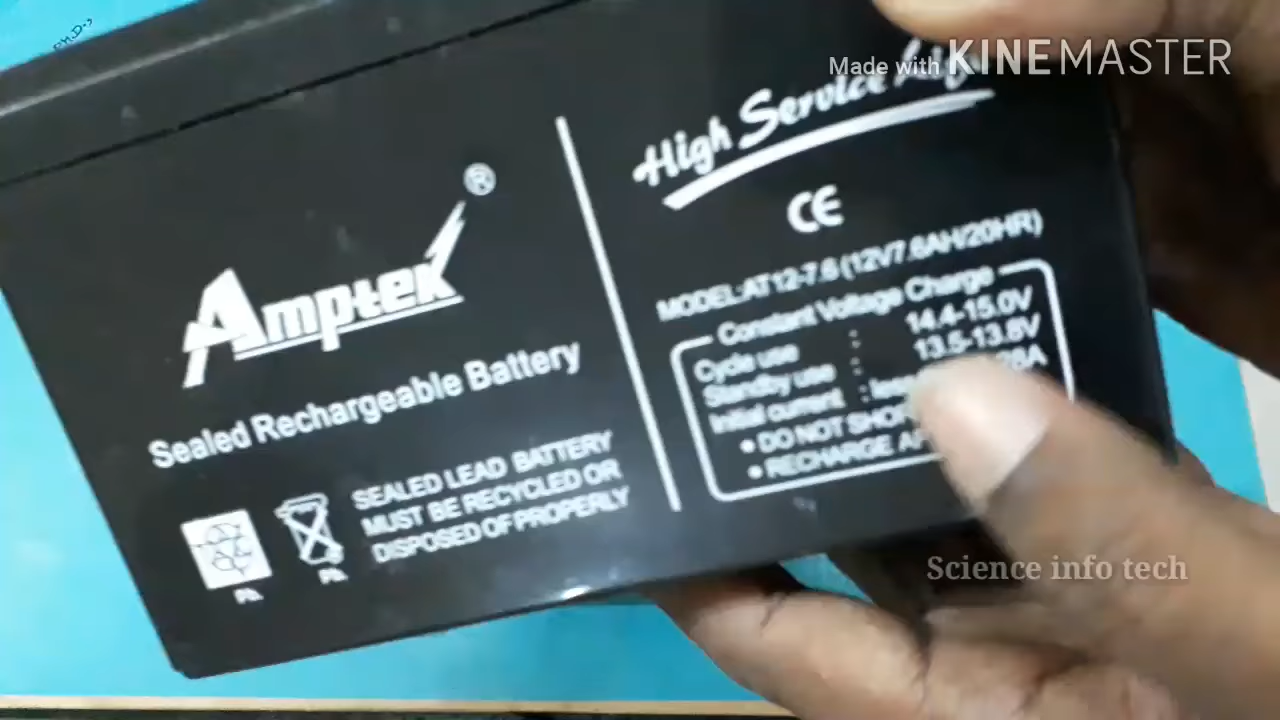 Ph.D-
Made with KINEMASTER
High Service
CE
MODEL:AT12-7.6 (12V7.6AH/20HR)
Constant Voltage Charge
Cycle use : 14.4-15.0V
Standby use : 13.5-13.8V
Initial current :
• DO NOT
• RECHARGE
Amptek®
Sealed Rechargeable Battery
SEALED LEAD BATTERY
MUST BE RECYCLED OR
DISPOSED OF PROPERLY
Science info tech